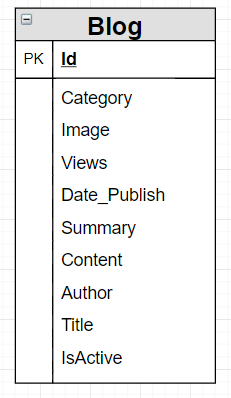 Blog
PK Id
Category
Image
Views
Date_Publish
Summary
Content
Author
Title
IsActive